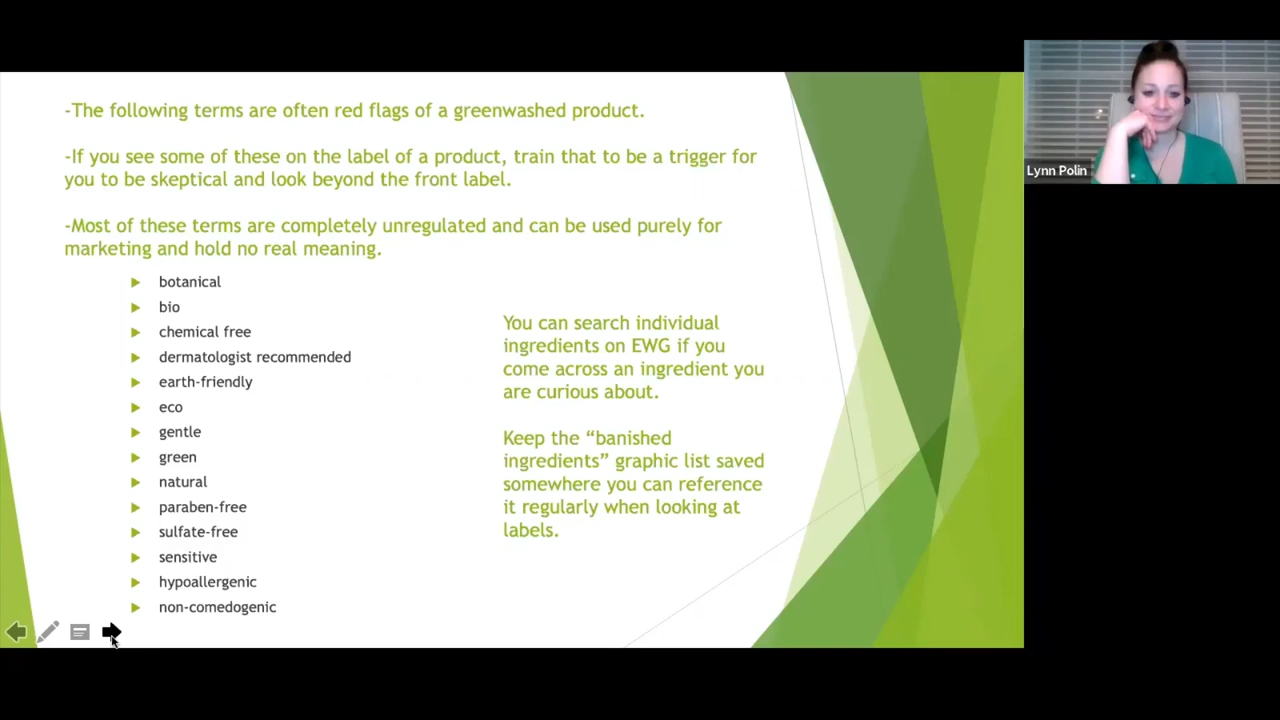 -The following terms are often red flags of a greenwashed product.
-If you see some of these on the label of a product, train that to be a trigger for
you to be skeptical and look beyond the front label.
-Most of these terms are completely unregulated and can be used purely for
marketing and hold no real meaning.
botanical
bio
chemical free
dermatologist recommended
earth-friendly
eco
gentle
green
natural
paraben-free
sulfate-free
sensitive
hypoallergenic
non-comedogenic
You can search individual
ingredients on EWG if you
come across an ingredient you
are curious about.
Keep the “banished
ingredients” graphic list saved
somewhere you can reference
it regularly when looking at
labels.
Lynn Polin